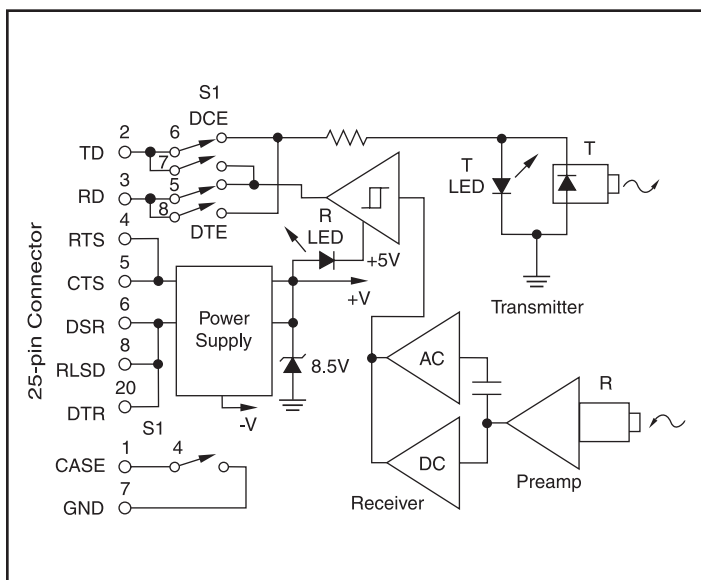 S1
DCE
2
TD
6
7
3
RD
5
8
DTE
4
RTS
5
CTS
6
DSR
8
RLSD
20
DTR
25-pin Connector
Power
Supply
-V
+V
R
LED
+5V
8.5V
T
LED
T
Transmitter
AC
DC
Receiver
Preamp
R
S1
1
CASE
4
7
GND